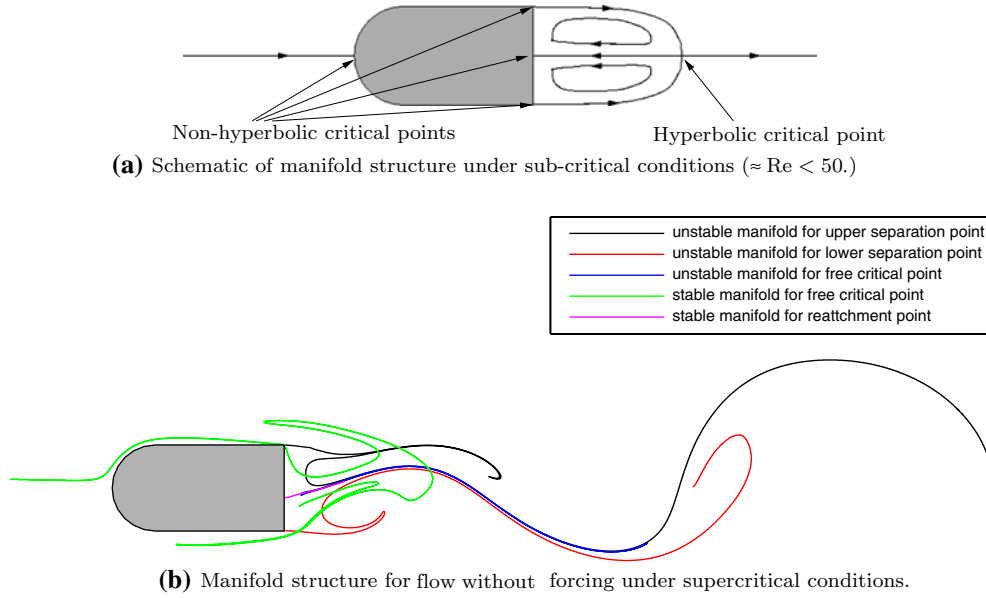 Non-hyperbolic critical points
Hyperbolic critical point
(a) Schematic of manifold structure under sub-critical conditions (≈ Re < 50.)
unstable manifold for upper separation point
unstable manifold for lower separation point
unstable manifold for free critical point
stable manifold for free critical point
stable manifold for reattchment point
(b) Manifold structure for flow without forcing under supercritical conditions.